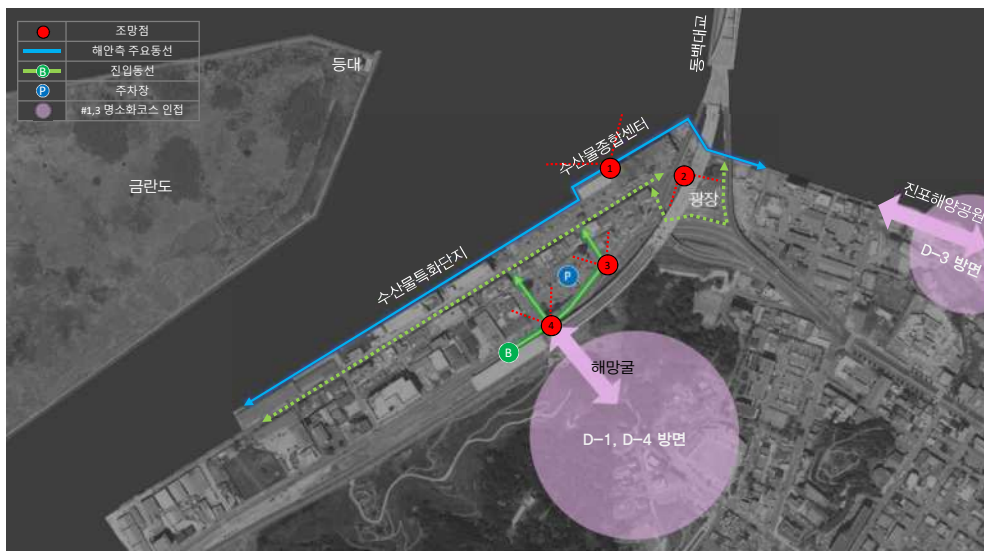 조망점
해안측 주요동선
B 진입동선
P 주차장
#1,3 명소화코스 인접
등대
동백대교
금란도
수산물종합센터
1
2
광장
진포해양공원
D-3 방면
수산물특화단지
3
P
4
B
해망굴
D-1, D-4 방면